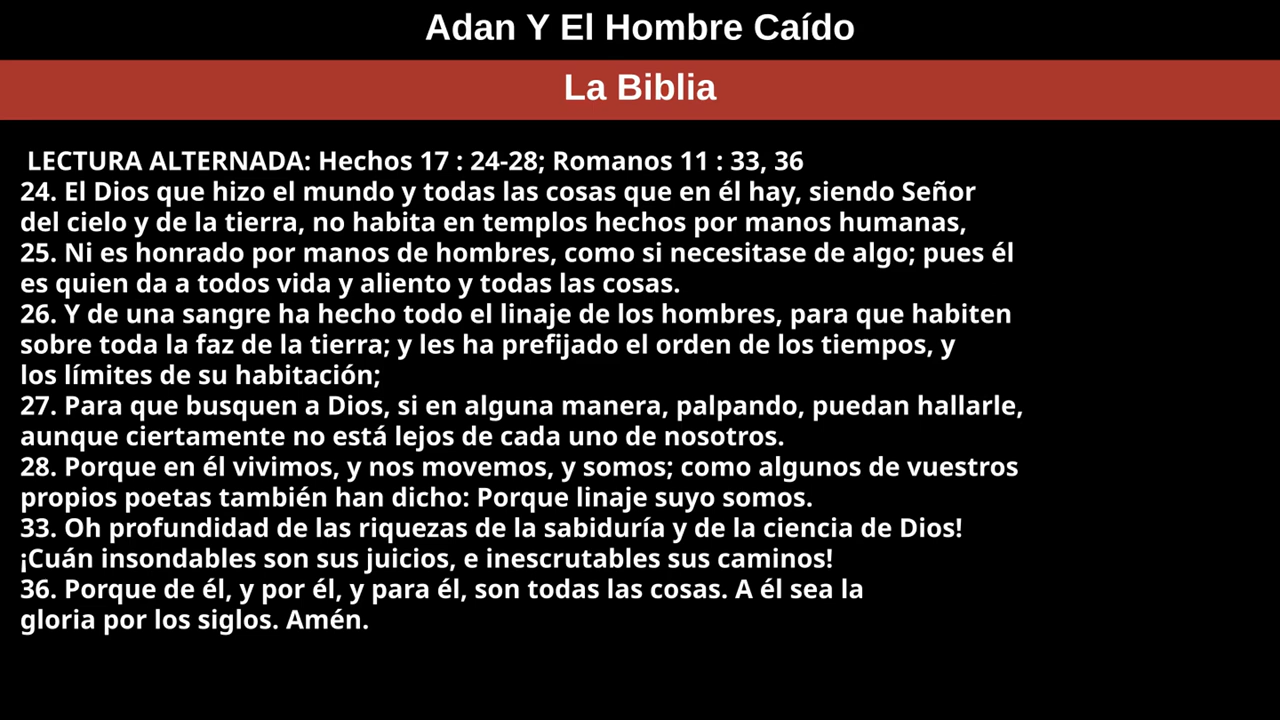 Adan Y El Hombre Caído
La Biblia
LECTURA ALTERNADA: Hechos 17 : 24-28; Romanos 11 : 33, 36
24. El Dios que hizo el mundo y todas las cosas que en él hay, siendo Señor
del cielo y de la tierra, no habita en templos hechos por manos humanas,
25. Ni es honrado por manos de hombres, como si necesitase de algo; pues él
es quien da a todos vida y aliento y todas las cosas.
26. Y de una sangre ha hecho todo el linaje de los hombres, para que habiten
sobre toda la faz de la tierra; y les ha prefijado el orden de los tiempos, y
los límites de su habitación;
27. Para que busquen a Dios, si en alguna manera, palpando, puedan hallarle,
aunque ciertamente no está lejos de cada uno de nosotros.
28. Porque en él vivimos, y nos movemos, y somos; como algunos de vuestros
propios poetas también han dicho: Porque linaje suyo somos.
33. Oh profundidad de las riquezas de la sabiduría y de la ciencia de Dios!
¡Cuán insondables son sus juicios, e inescrutables sus caminos!
36. Porque de él, y por él, y para él, son todas las cosas. A él sea la
gloria por los siglos. Amén.